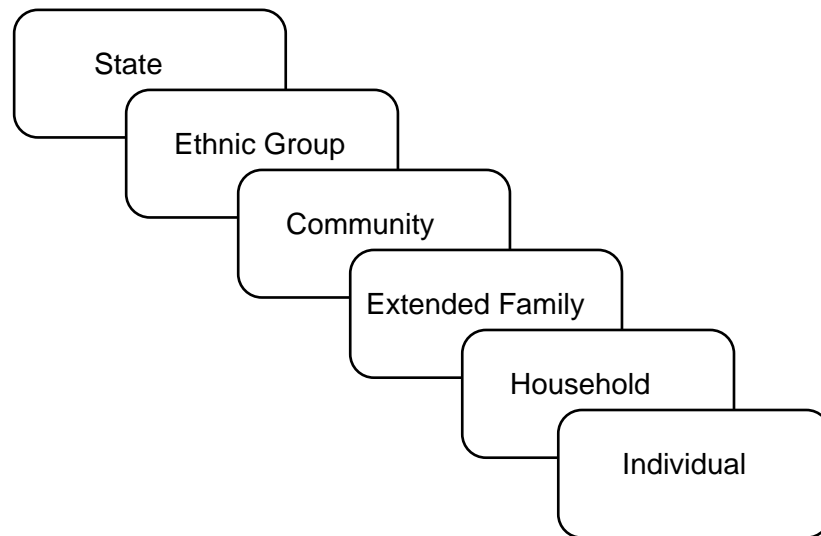 State
Ethnic Group
Community
Extended Family
Household
Individual